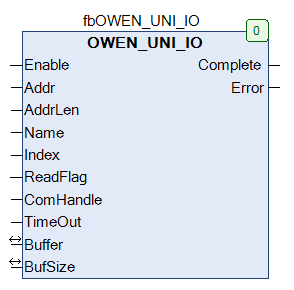 fbOWEN_UNI_IO
0
OWEN_UNI_IO
Enable Complete
Addr Error
AddrLen
Name
Index
ReadFlag
ComHandle
TimeOut
Buffer
BufSize